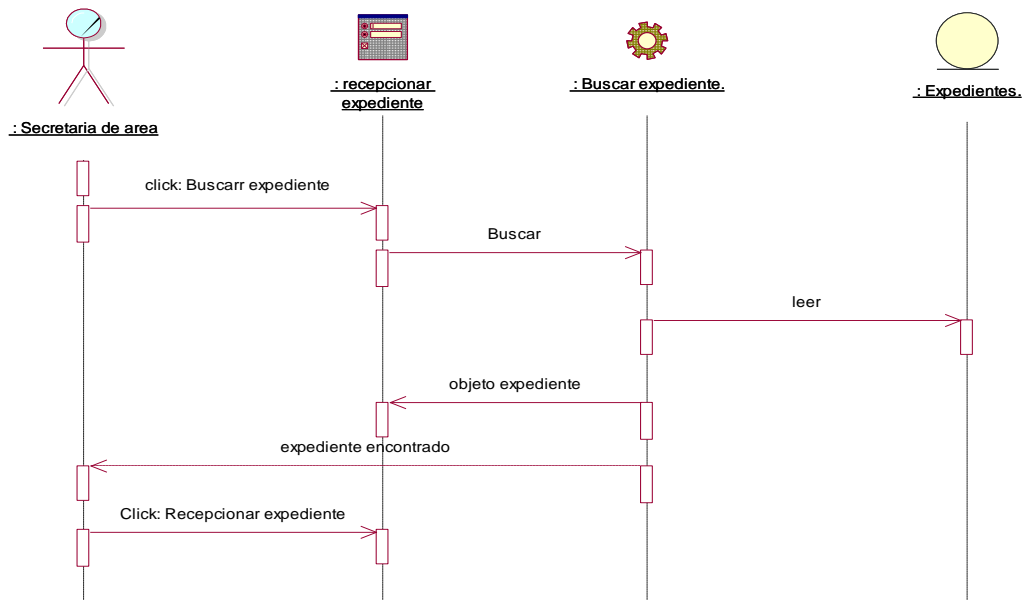 : Secretaria de area
: recepcionar
expediente
: Buscar expediente.
: Expedientes.
click: Buscarr expediente
Buscar
leer
objeto expediente
expediente encontrado
Click: Recepcionar expediente